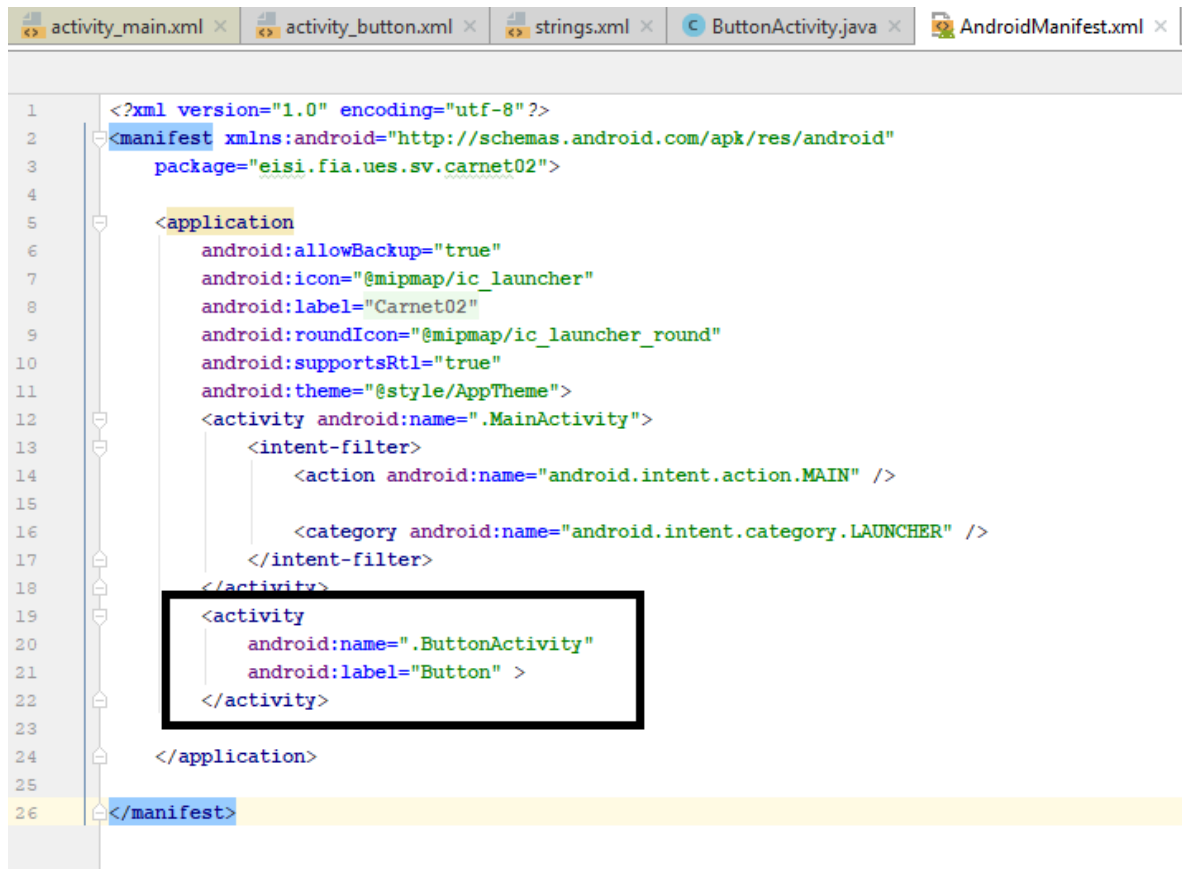 activity_main.xml activity_button.xml strings.xml ButtonActivity.java AndroidManifest.xml
1 <?xml version="1.0" encoding="utf-8"?>
2 <manifest xmlns:android="http://schemas.android.com/apk/res/android"
3 package="eisi.fia.ues.sv.carnet02">
4
5 <application
6 android:allowBackup="true"
7 android:icon="@mipmap/ic_launcher"
8 android:label="Carnet02"
9 android:roundIcon="@mipmap/ic_launcher_round"
10 android:supportsRtl="true"
11 android:theme="@style/AppTheme">
12 <activity android:name=".MainActivity">
13 <intent-filter>
14 <action android:name="android.intent.action.MAIN" />
15
16 <category android:name="android.intent.category.LAUNCHER" />
17 </intent-filter>
18 </activity>
19 <activity
20 android:name=".ButtonActivity"
21 android:label="Button" >
22 </activity>
23
24 </application>
25
26 </manifest>